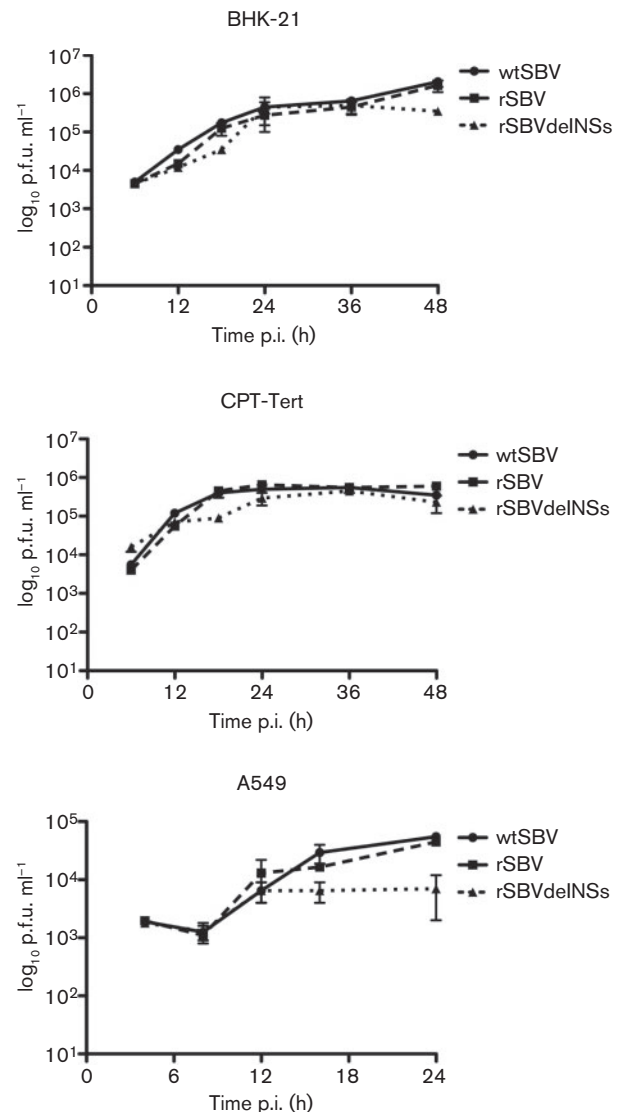 BHK-21
log₁₀ p.f.u. ml⁻¹
10⁷
10⁶
10⁵
10⁴
10³
10²
10¹
0 12 24 36 48
Time p.i. (h)
wtSBV
rSBV
rSBVdelNSs
CPT-Tert
log₁₀ p.f.u. ml⁻¹
10⁷
10⁶
10⁵
10⁴
10³
10²
10¹
0 12 24 36 48
Time p.i. (h)
wtSBV
rSBV
rSBVdelNSs
A549
log₁₀ p.f.u. ml⁻¹
10⁵
10⁴
10³
10²
10¹
0 6 12 18 24
Time p.i. (h)
wtSBV
rSBV
rSBVdelNSs